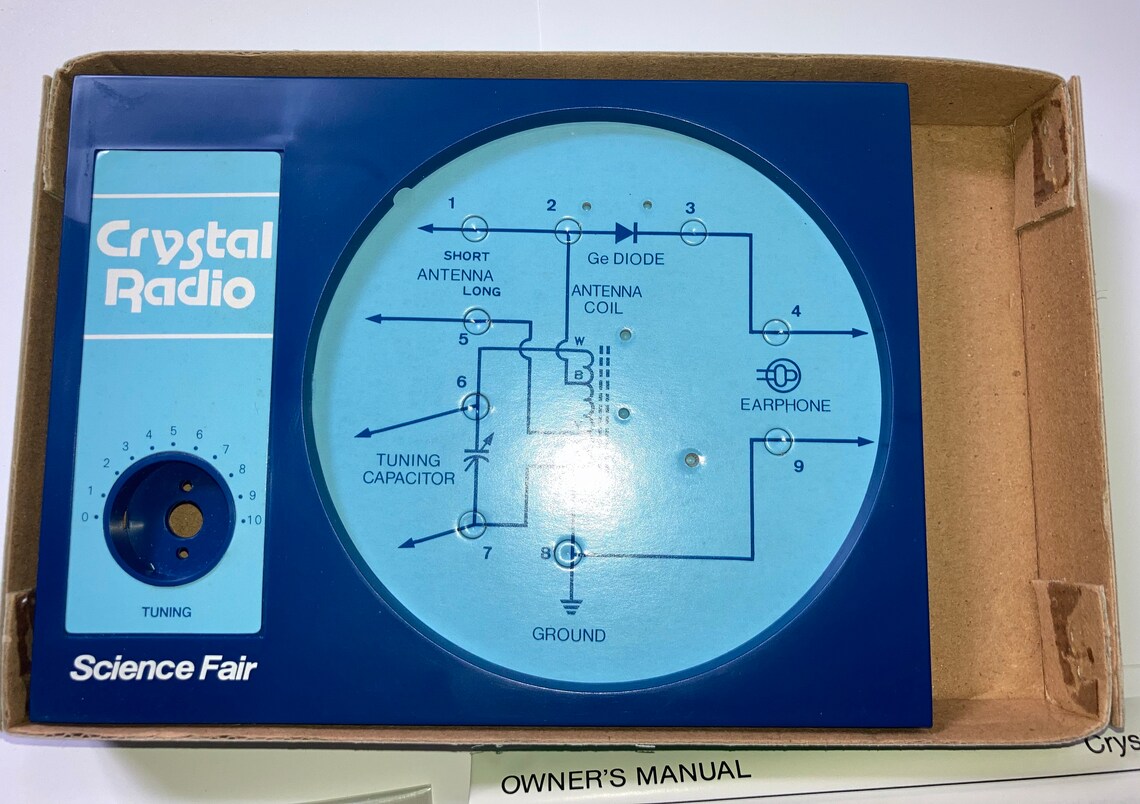 Crystal
Radio
0
1
2
3
4
5
6
7
8
9
10
TUNING
Science Fair
1
2
3
SHORT
ANTENNA
LONG
Ge DIODE
ANTENNA
COIL
4
5
W
B
6
EARPHONE
TUNING
CAPACITOR
9
7
8
GROUND
OWNER'S MANUAL
Crys